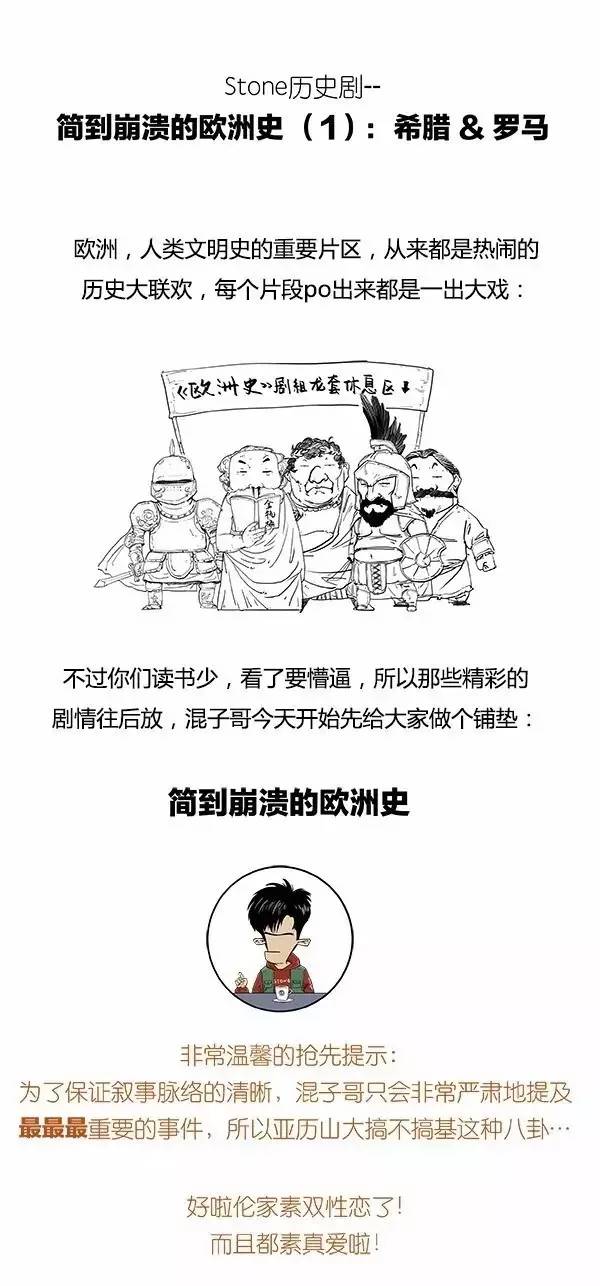 Stone历史剧--
简到崩溃的欧洲史（1）：希腊 & 罗马
欧洲，人类文明史的重要片区，从来都是热闹的
历史大联欢，每个片段po出来都是一出大戏：
《欧洲史》剧组龙套休息区↓
金瓶梅
不过你们读书少，看了要懵逼，所以那些精彩的
剧情往后放，混子哥今天开始先给大家做个铺垫：
简到崩溃的欧洲史
STONE
非常温馨的抢先提示：
为了保证叙事脉络的清晰，混子哥只会非常严肃地提及
最最最重要的事件，所以亚历山大搞不搞基这种八卦…
好啦伦家素双性恋了！
而且都素真爱啦！